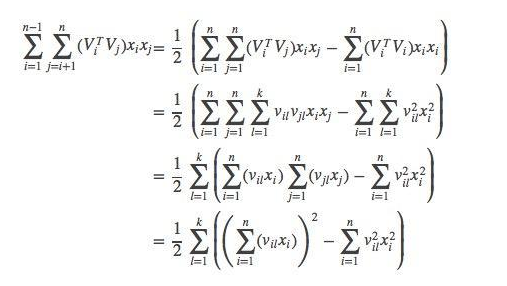 \sum_{i=1}^{n-1} \sum_{j=i+1}^{n} (V_i^T V_j) x_i x_j = \frac{1}{2} \left( \sum_{i=1}^{n} \sum_{j=1}^{n} (V_i^T V_j) x_i x_j - \sum_{i=1}^{n} (V_i^T V_i) x_i x_i \right)
= \frac{1}{2} \left( \sum_{i=1}^{n} \sum_{j=1}^{n} \sum_{l=1}^{k} v_{il} v_{jl} x_i x_j - \sum_{i=1}^{n} \sum_{l=1}^{k} v_{il}^2 x_i^2 \right)
= \frac{1}{2} \sum_{l=1}^{k} \left( \sum_{i=1}^{n} (v_{il} x_i) \sum_{j=1}^{n} (v_{jl} x_j) - \sum_{i=1}^{n} v_{il}^2 x_i^2 \right)
= \frac{1}{2} \sum_{l=1}^{k} \left( \left( \sum_{i=1}^{n} (v_{il} x_i) \right)^2 - \sum_{i=1}^{n} v_{il}^2 x_i^2 \right)